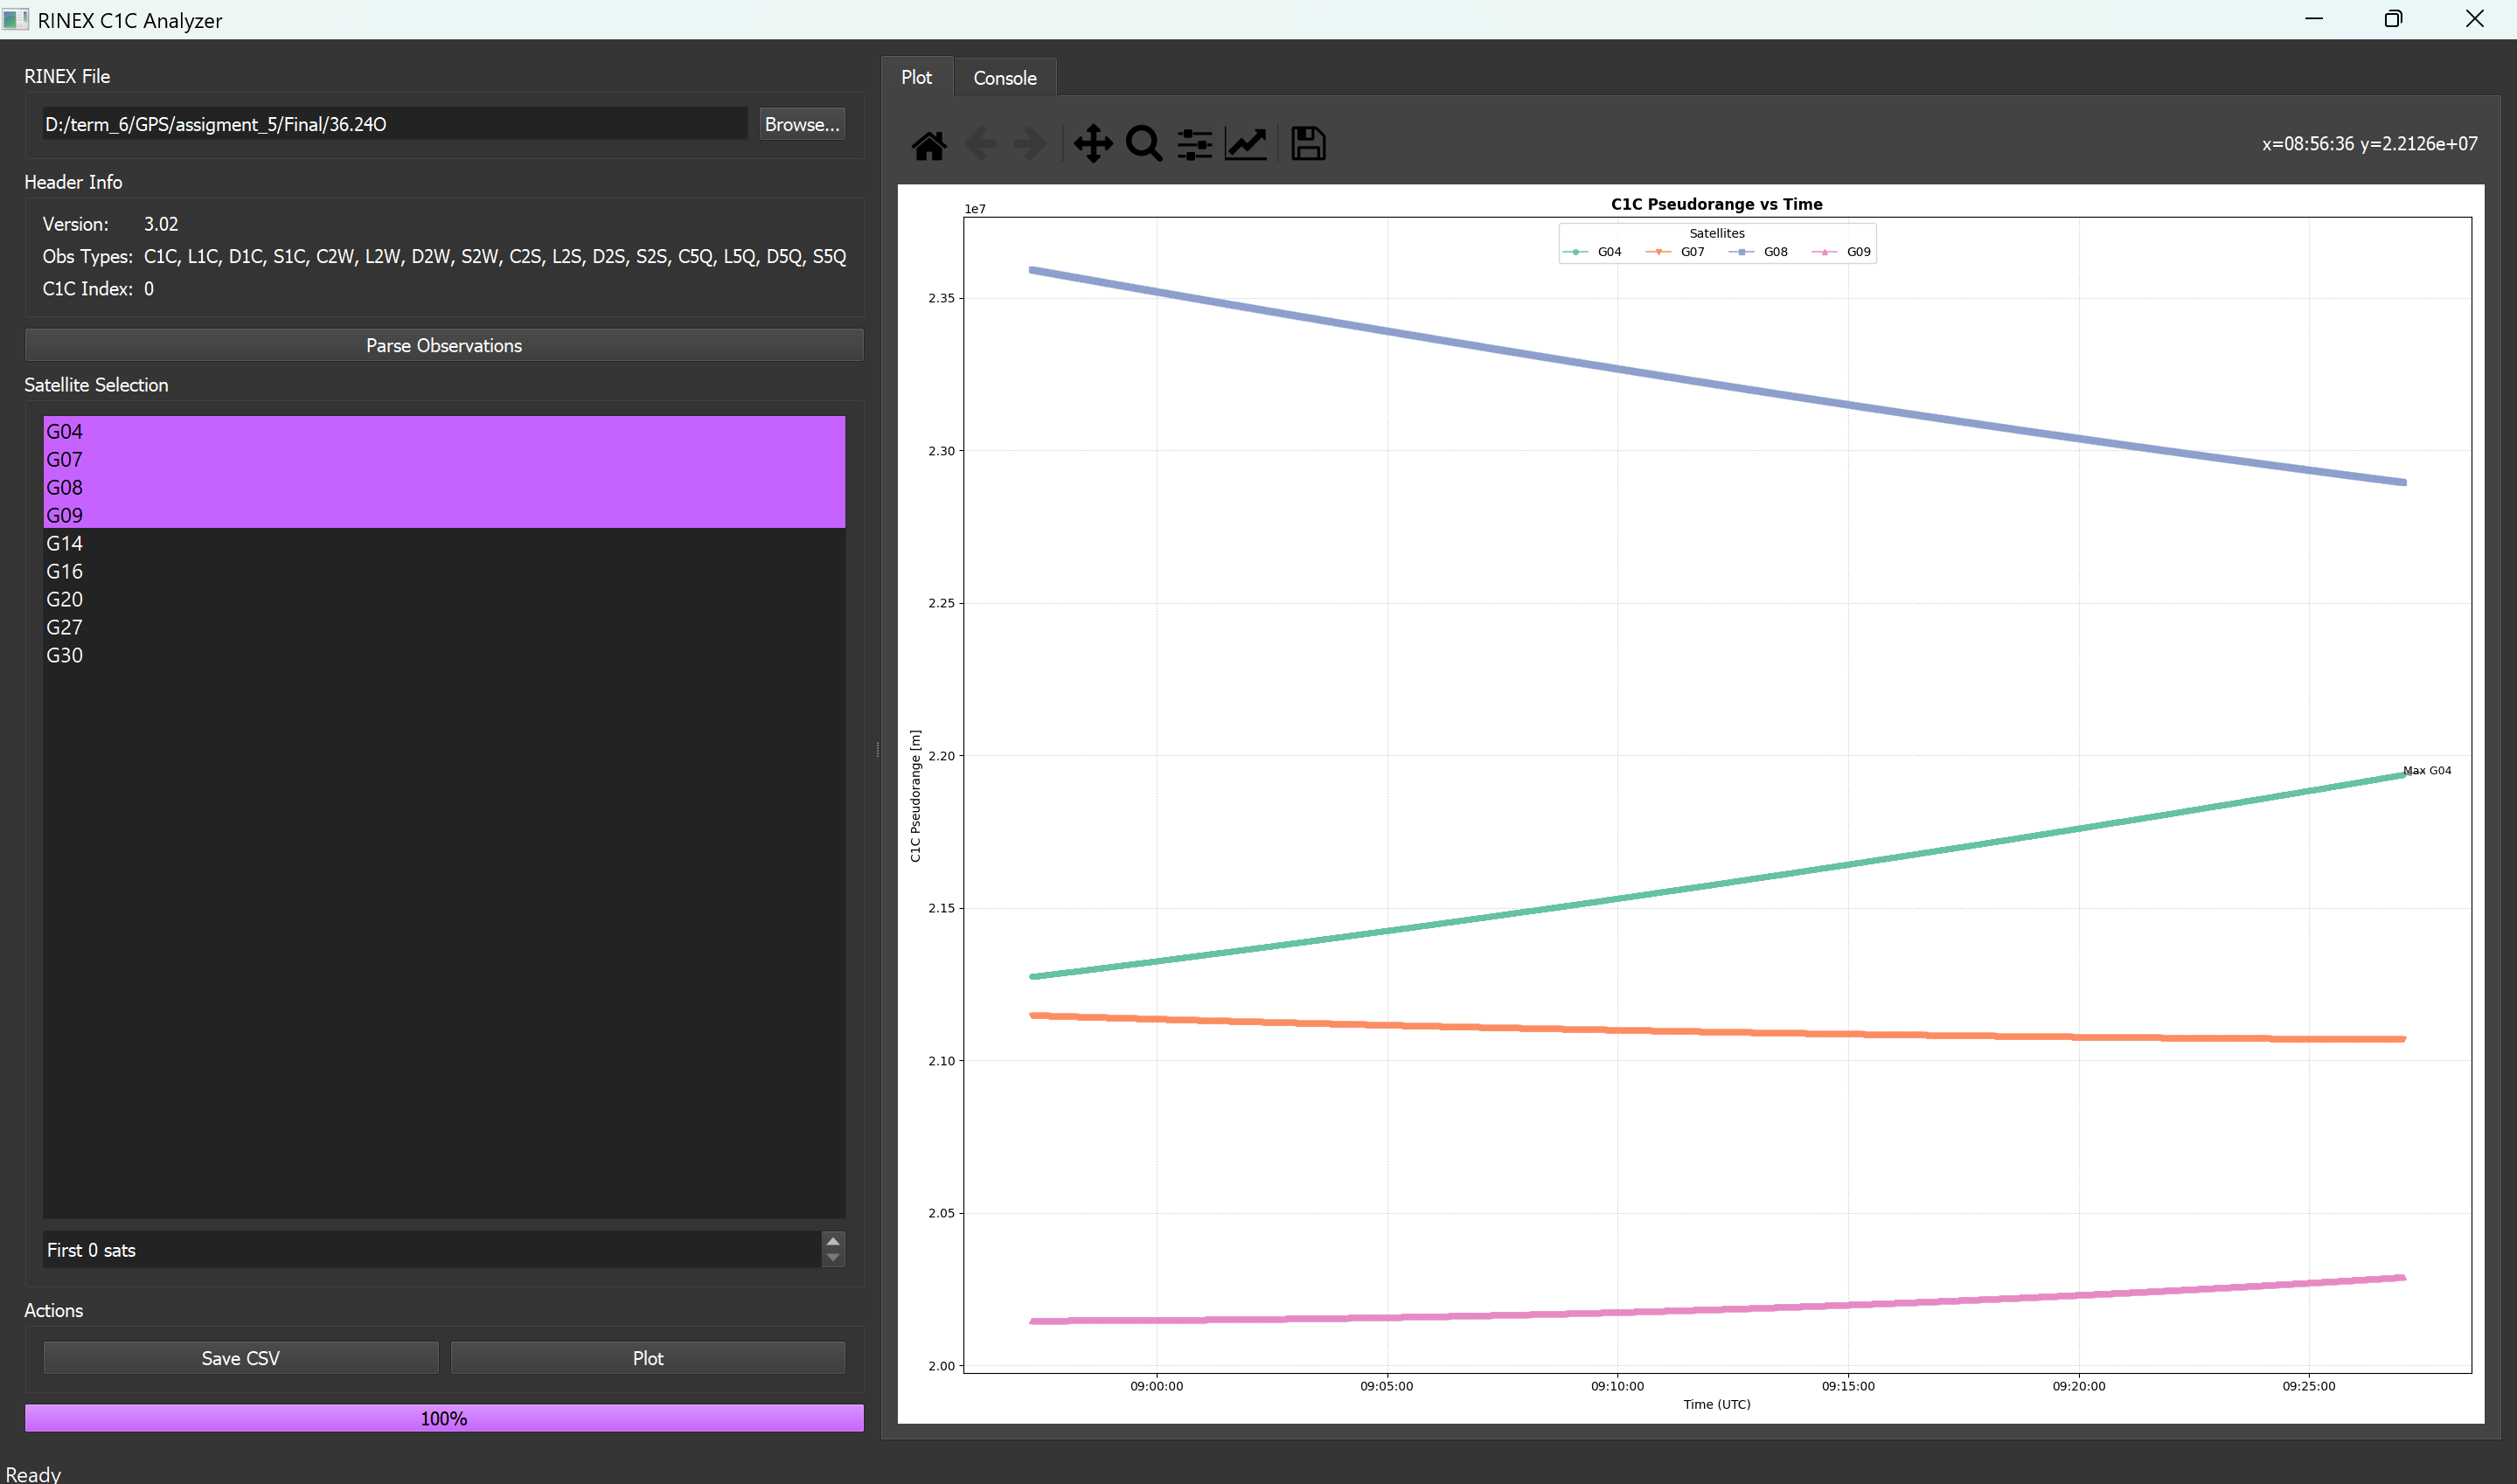 RINEX C1C Analyzer
RINEX File
D:/term_6/GPS/assigment_5/Final/36.24O
Browse...
Header Info
Version: 3.02
Obs Types: C1C, L1C, D1C, S1C, C2W, L2W, D2W, S2W, C2S, L2S, D2S, S2S, C5Q, L5Q, D5Q, S5Q
C1C Index: 0
Parse Observations
Satellite Selection
G04
G07
G08
G09
G14
G16
G20
G27
G30
First 0 sats
Actions
Save CSV
Plot
100%
Ready
Plot
Console
x=08:56:36 y=2.2126e+07
C1C Pseudorange vs Time
1e7
Satellites
G04 G07 G08 G09
2.35
2.30
2.25
2.20
2.15
2.10
2.05
2.00
C1C Pseudorange [m]
Max G04
09:00:00 09:05:00 09:10:00 09:15:00 09:20:00 09:25:00
Time (UTC)